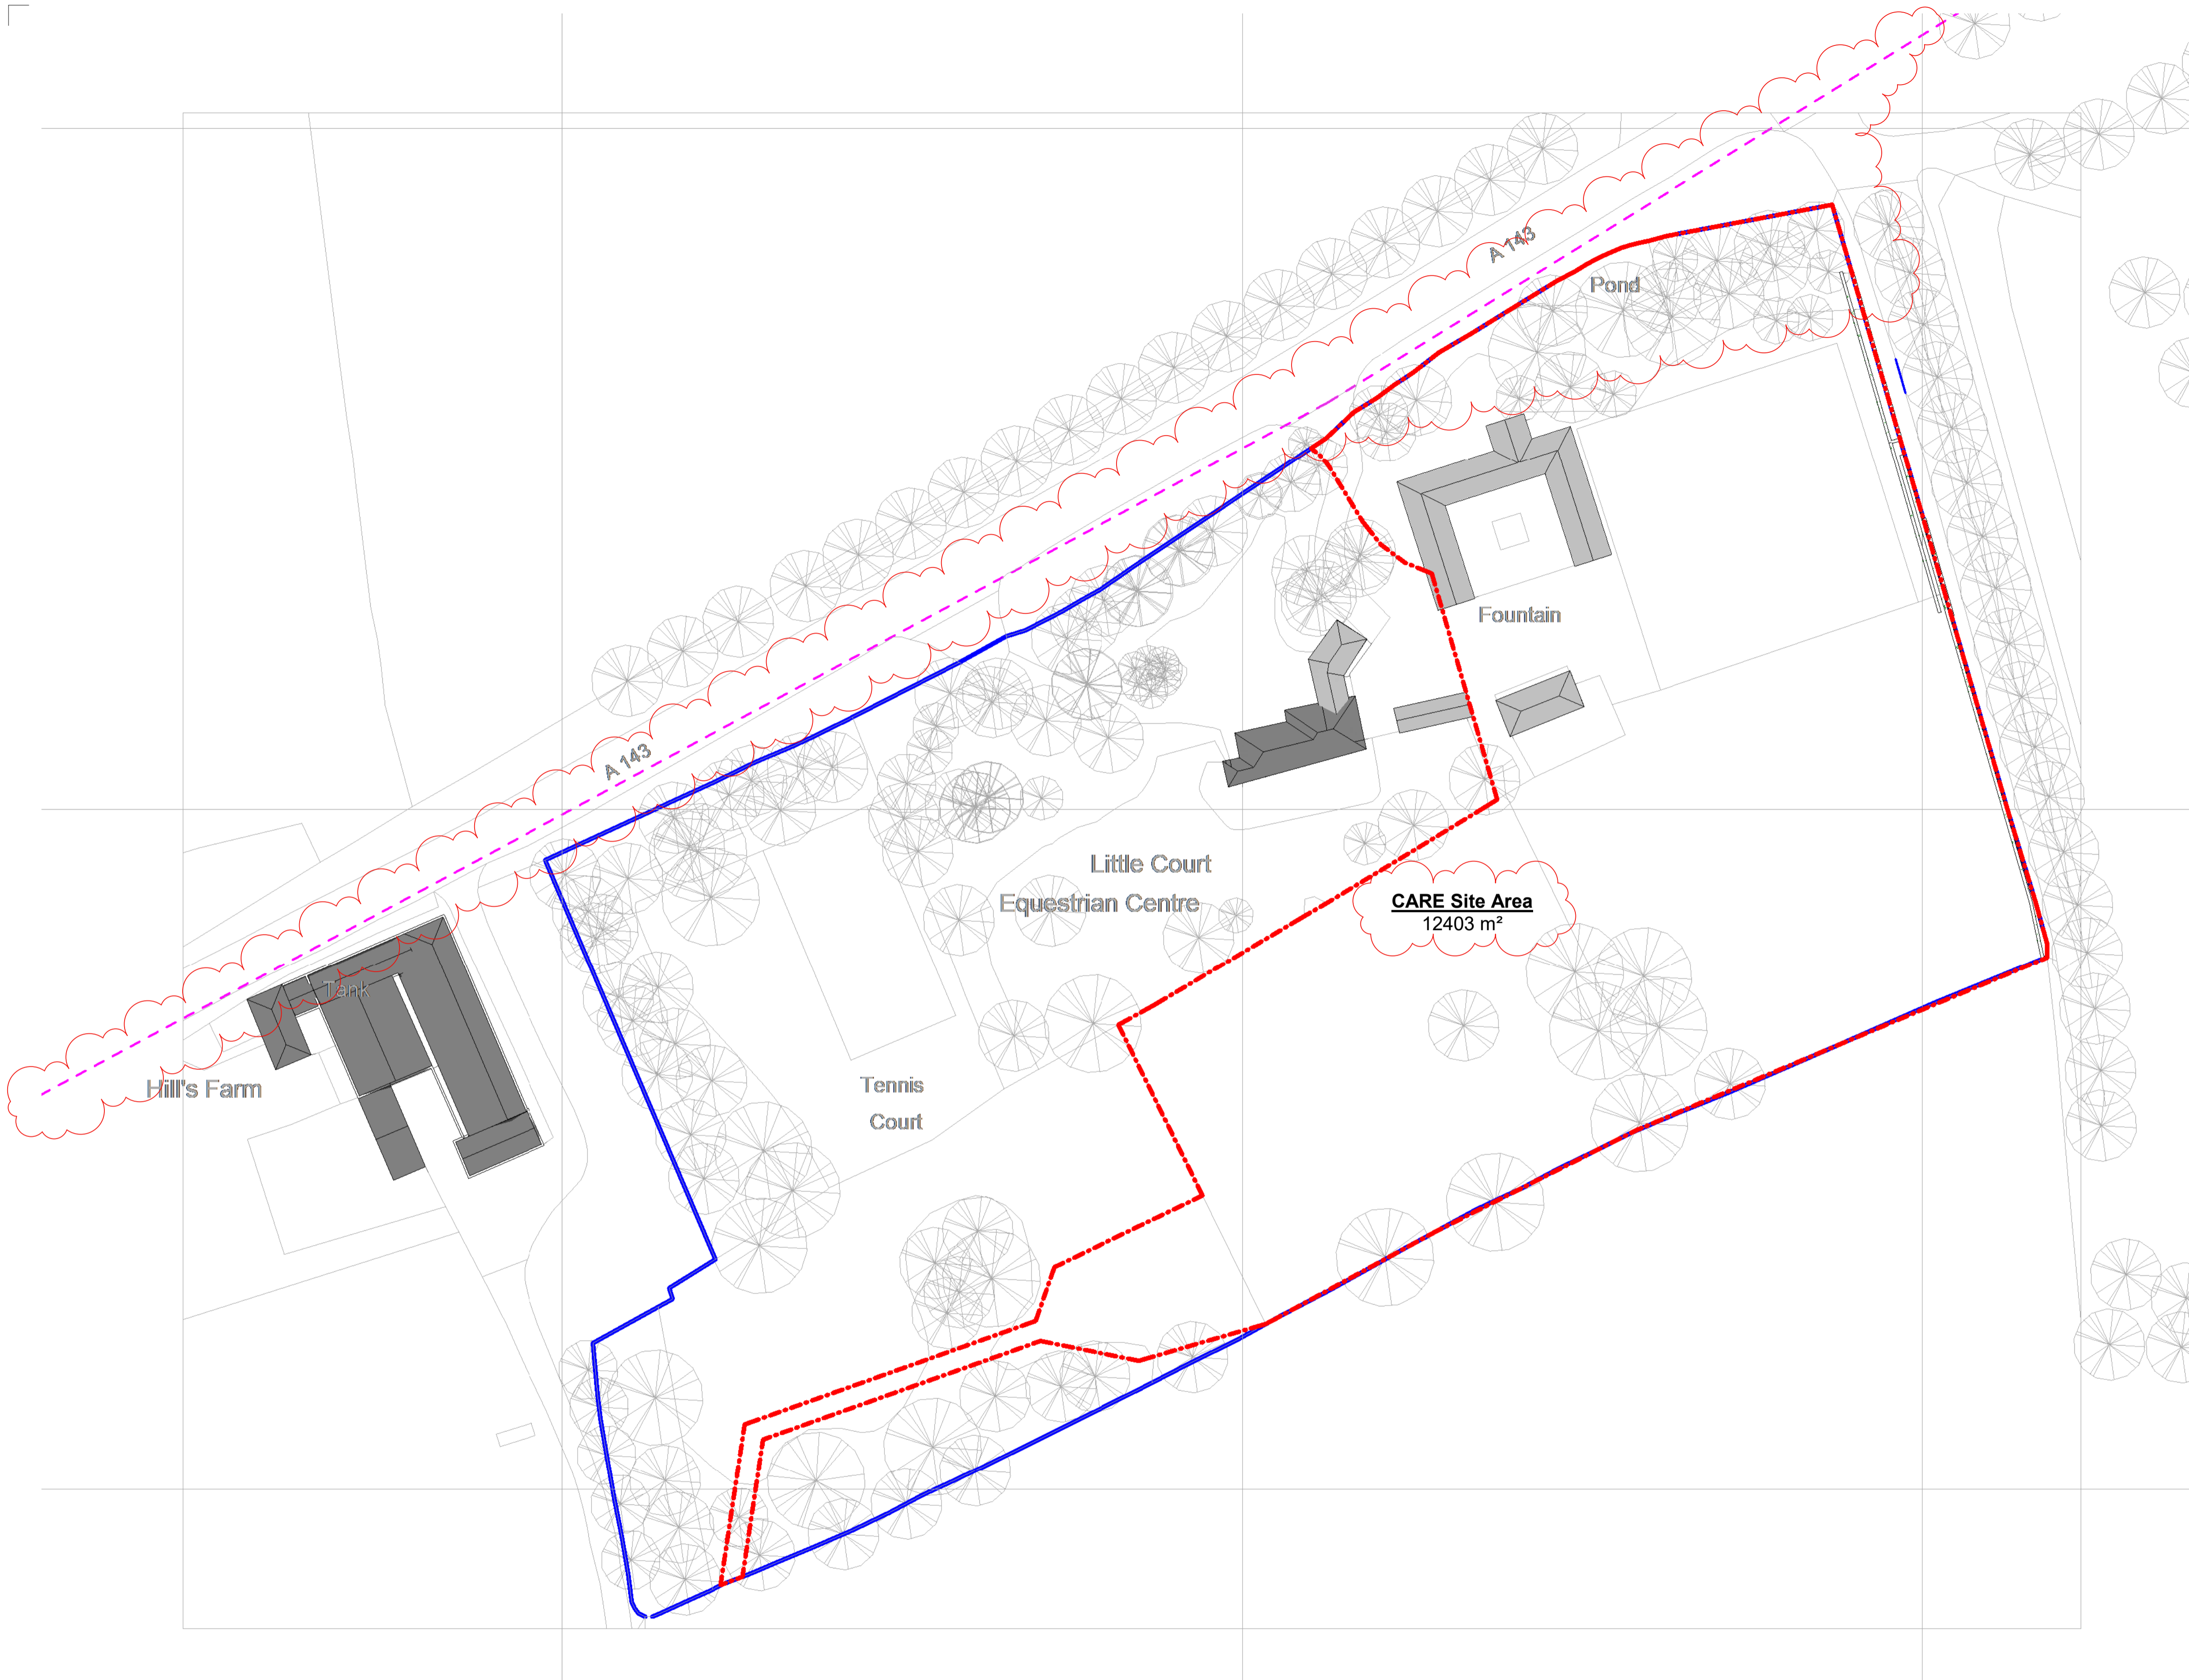 A 143
Pond
Fountain
A 143
Little Court
Equestrian Centre
CARE Site Area
12403 m²
Tank
Hill's Farm
Tennis
Court